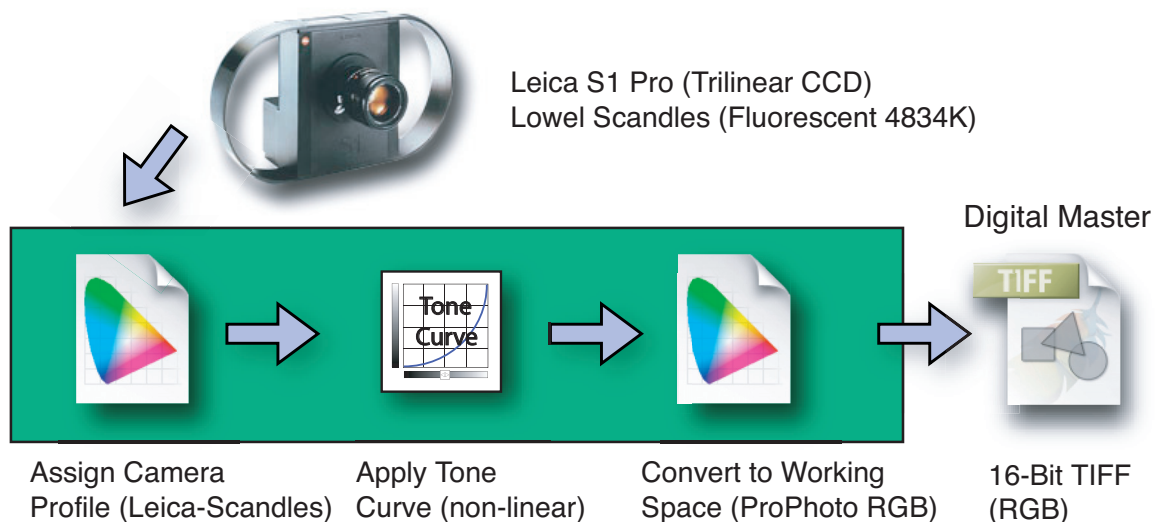 Leica S1 Pro (Trilinear CCD)
Lowel Scandles (Fluorescent 4834K)
Digital Master
TIFF
Tone
Curve
Assign Camera
Profile (Leica-Scandles)
Apply Tone
Curve (non-linear)
Convert to Working
Space (ProPhoto RGB)
16-Bit TIFF
(RGB)